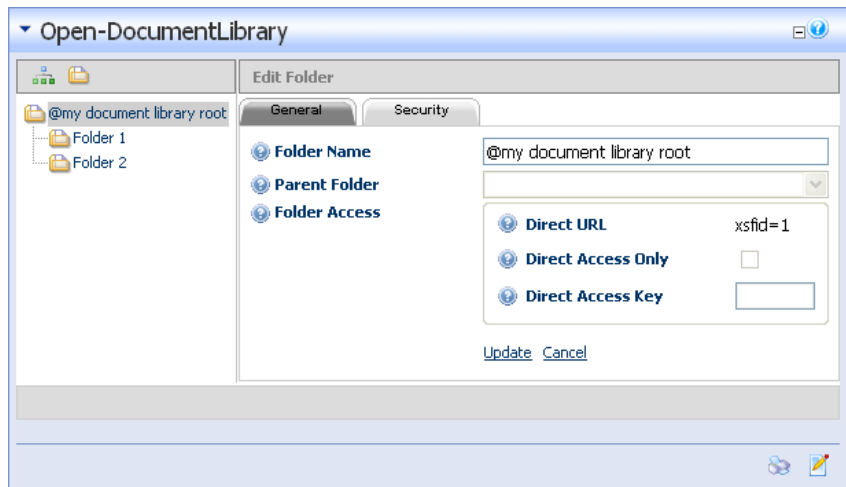 Open-DocumentLibrary
Edit Folder
@my document library root
Folder 1
Folder 2
General Security
Folder Name @my document library root
Parent Folder
Folder Access
Direct URL xsfid=1
Direct Access Only
Direct Access Key
Update Cancel